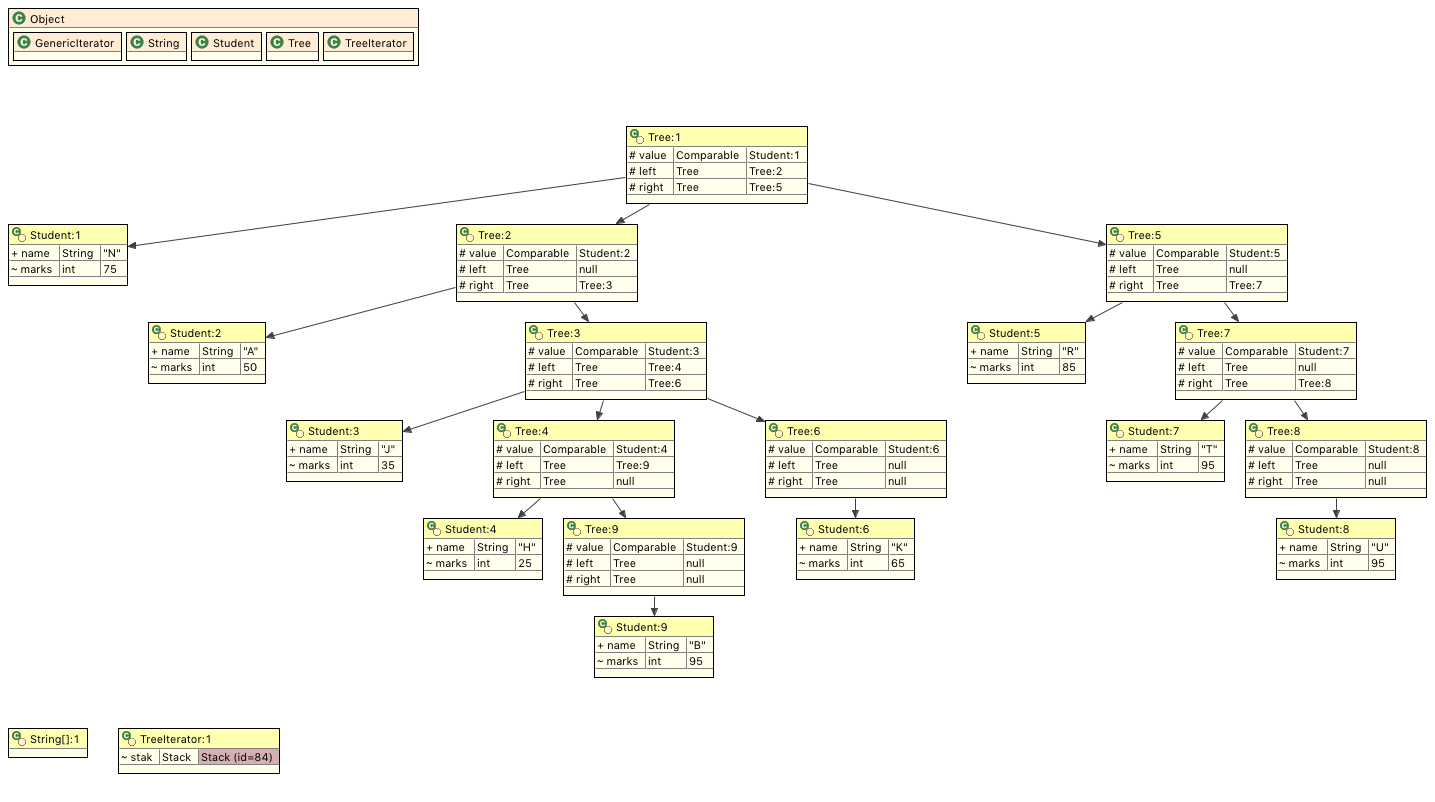 Object
GenericIterator String Student Tree TreeIterator
Tree:1
# value Comparable Student:1
# left Tree Tree:2
# right Tree Tree:5
Student:1
+ name String "N"
~ marks int 75
Tree:2
# value Comparable Student:2
# left Tree null
# right Tree Tree:3
Tree:5
# value Comparable Student:5
# left Tree null
# right Tree Tree:7
Student:2
+ name String "A"
~ marks int 50
Tree:3
# value Comparable Student:3
# left Tree Tree:4
# right Tree Tree:6
Student:5
+ name String "R"
~ marks int 85
Tree:7
# value Comparable Student:7
# left Tree null
# right Tree Tree:8
Student:3
+ name String "J"
~ marks int 35
Tree:4
# value Comparable Student:4
# left Tree Tree:9
# right Tree null
Tree:6
# value Comparable Student:6
# left Tree null
# right Tree null
Student:7
+ name String "T"
~ marks int 95
Tree:8
# value Comparable Student:8
# left Tree null
# right Tree null
Student:4
+ name String "H"
~ marks int 25
Tree:9
# value Comparable Student:9
# left Tree null
# right Tree null
Student:6
+ name String "K"
~ marks int 65
Student:8
+ name String "U"
~ marks int 95
Student:9
+ name String "B"
~ marks int 95
String[]:1
TreeIterator:1
~ stak Stack Stack (id=84)